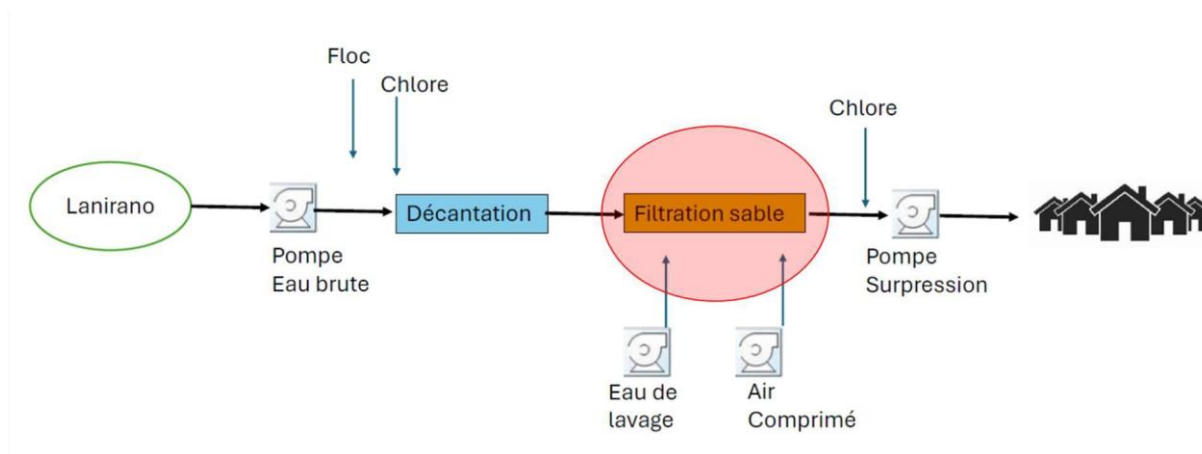 Floc
Chlore
Chlore
Lanirano
Décantation
Filtration sable
Pompe
Eau brute
Pompe
Surpression
Eau de
lavage
Air
Comprimé